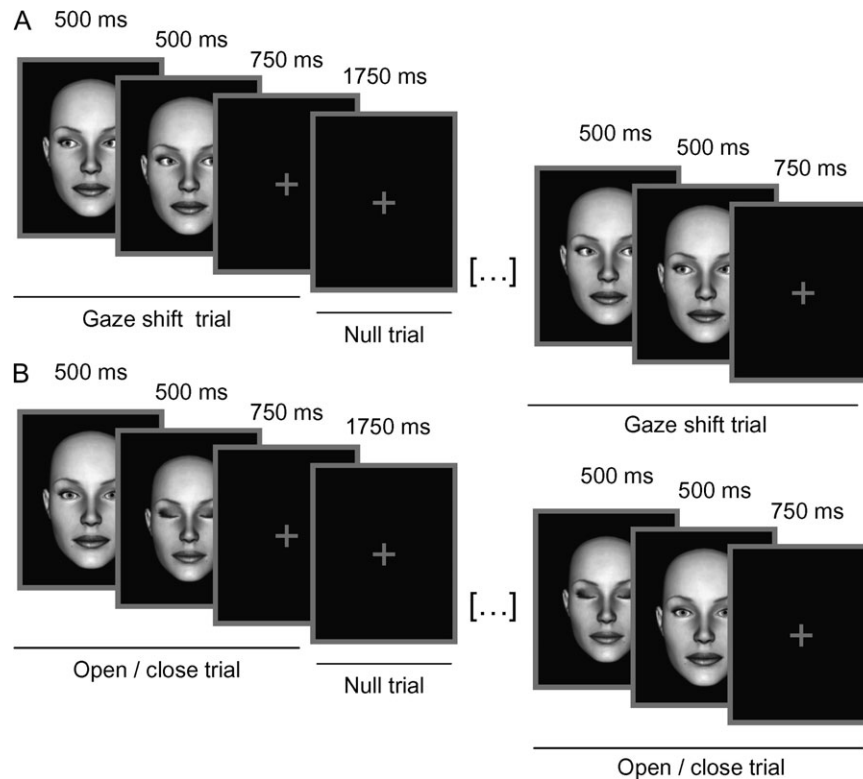 A
500 ms
500 ms
750 ms
1750 ms
500 ms
500 ms
750 ms
[...]
Gaze shift trial
Null trial
Gaze shift trial
B
500 ms
500 ms
750 ms
1750 ms
500 ms
500 ms
750 ms
[...]
Open / close trial
Null trial
Open / close trial